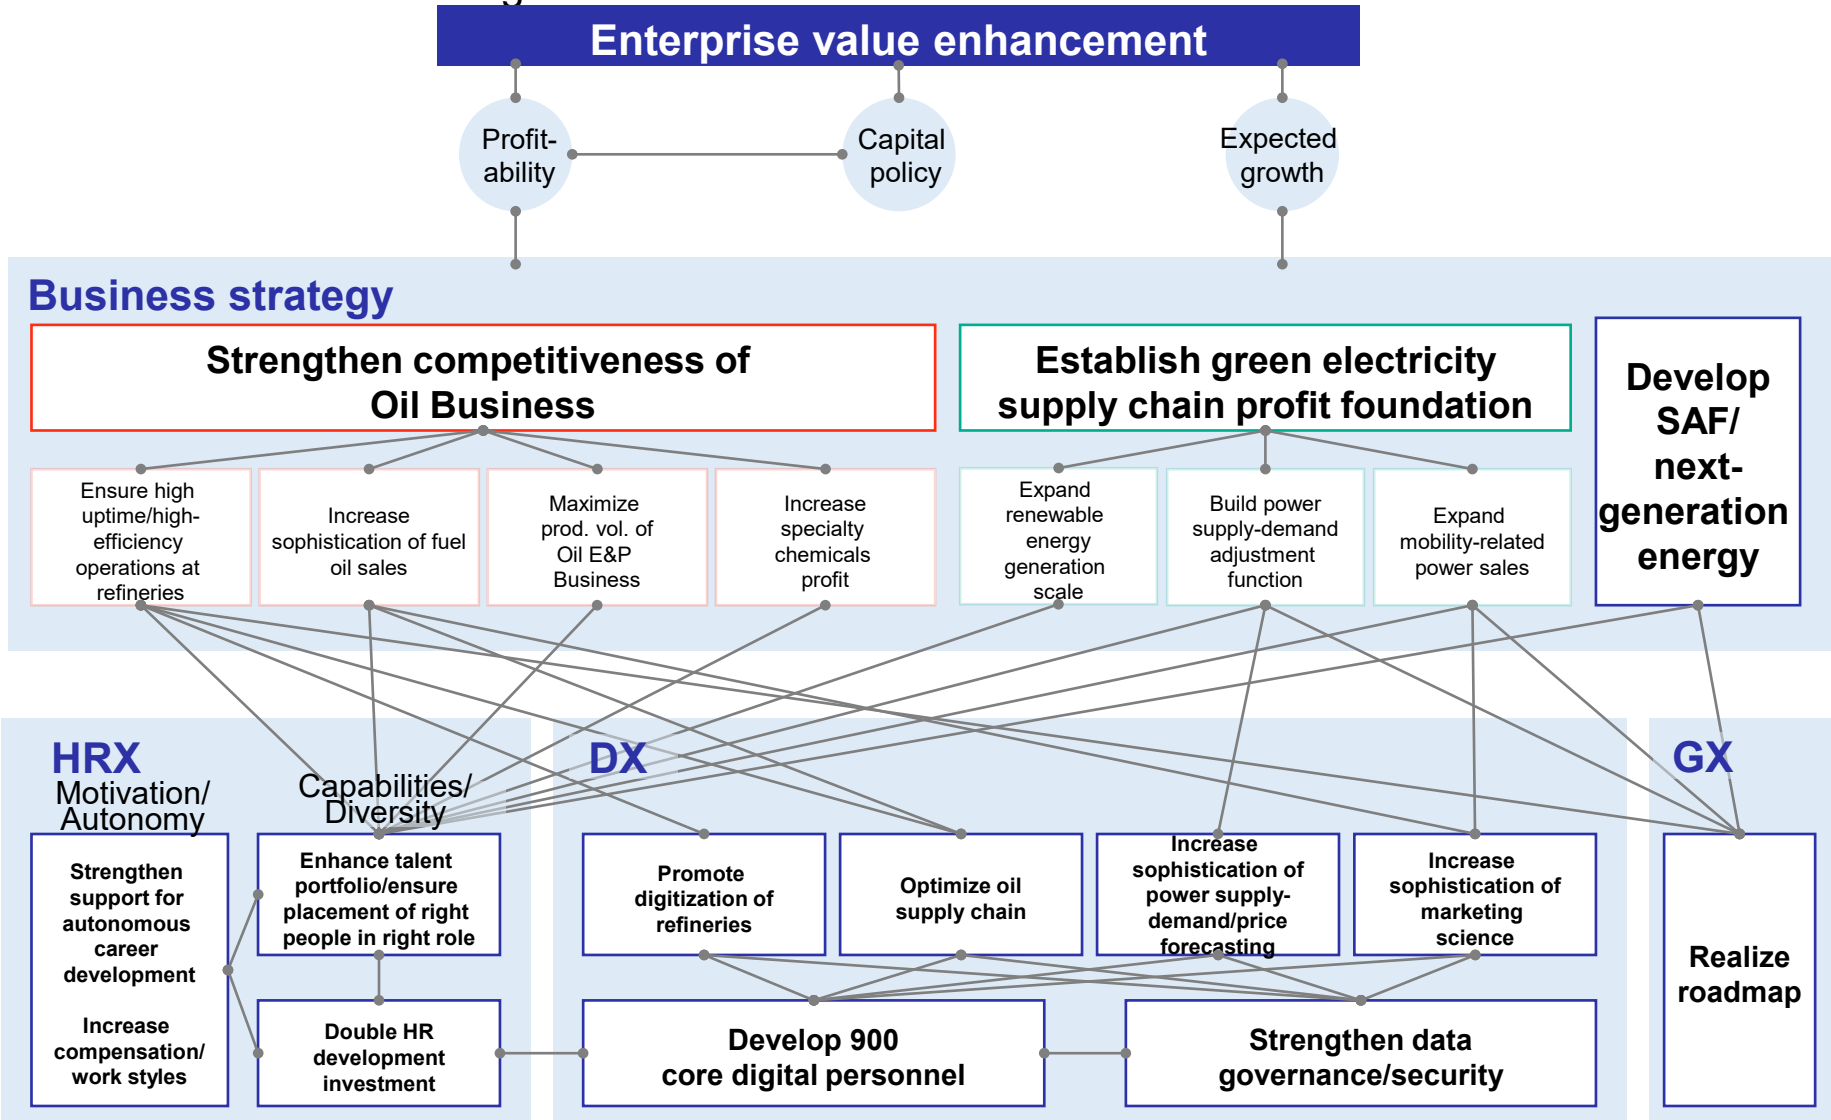 Enterprise value enhancement
Profit-
ability
Capital
policy
Expected
growth
Business strategy
Strengthen competitiveness of
Oil Business
Establish green electricity
supply chain profit foundation
Develop
SAF/
next-
generation
energy
Ensure high
uptime/high-
efficiency
operations at
refineries
Increase
sophistication of fuel
oil sales
Maximize
prod. vol. of
Oil E&P
Business
Increase
specialty
chemicals
profit
Expand
renewable
energy
generation
scale
Build power
supply-demand
adjustment
function
Expand
mobility-related
power sales
HRX
Motivation/
Autonomy
Capabilities/
Diversity
DX
GX
Strengthen
support for
autonomous
career
development
Increase
compensation/
work styles
Enhance talent
portfolio/ensure
placement of right
people in right role
Double HR
development
investment
Promote
digitization of
refineries
Optimize oil
supply chain
Increase
sophistication of
power supply-
demand/price
forecasting
Increase
sophistication of
marketing
science
Develop 900
core digital personnel
Strengthen data
governance/security
Realize
roadmap